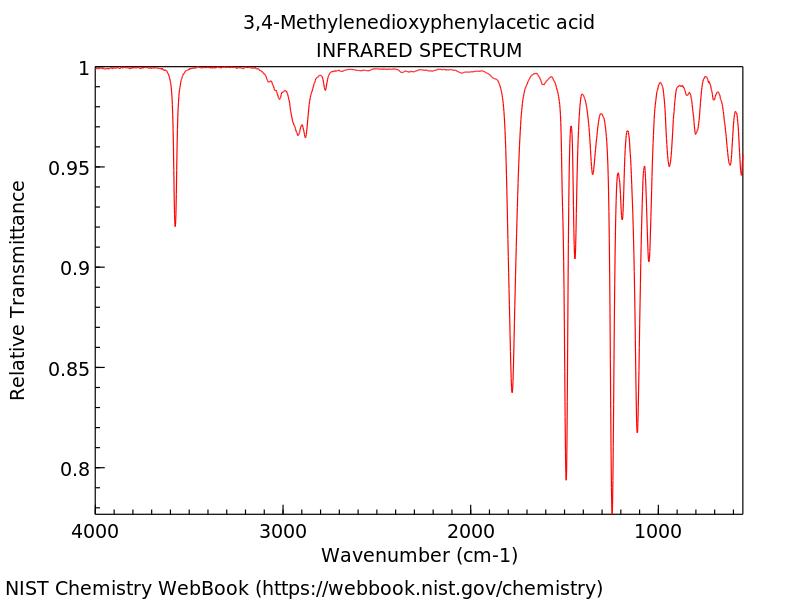 3,4-Methylenedioxyphenylacetic acid
INFRARED SPECTRUM
1
0.95
0.9
0.85
0.8
Relative Transmittance
4000 3000 2000 1000
Wavenumber (cm-1)
NIST Chemistry WebBook (https://webbook.nist.gov/chemistry)